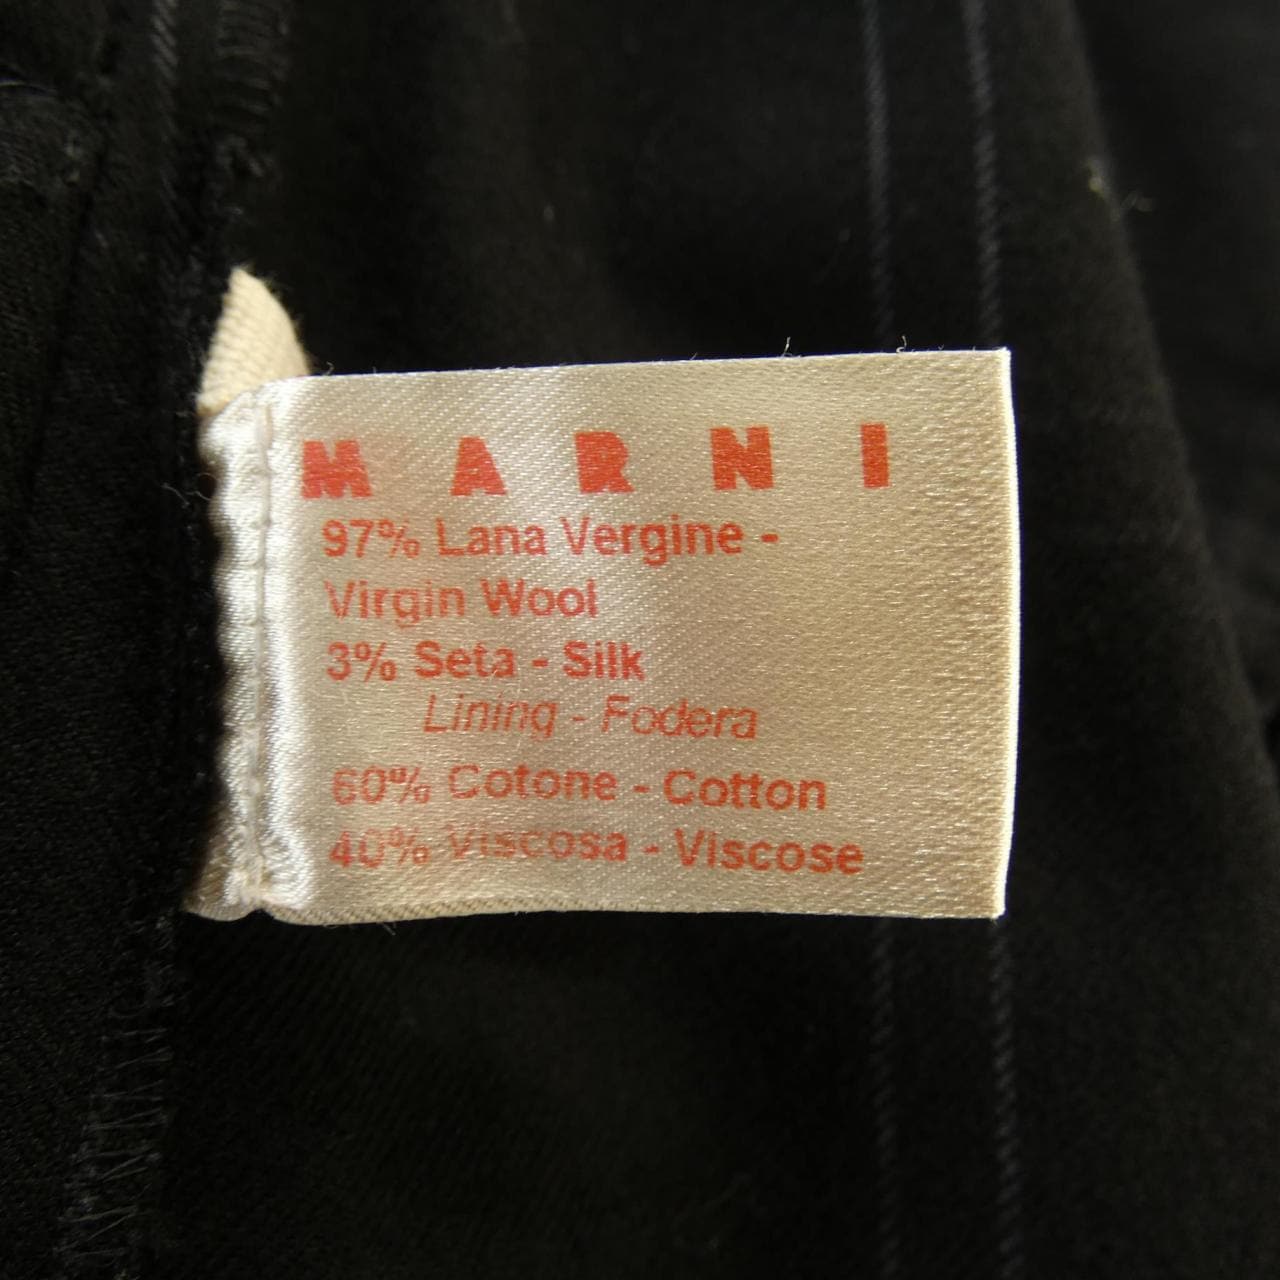 MARNI
97% Lana Vergine -
Virgin Wool
3% Seta - Silk
Lining - Fodera
60% Cotone - Cotton
40% Viscosa - Viscose